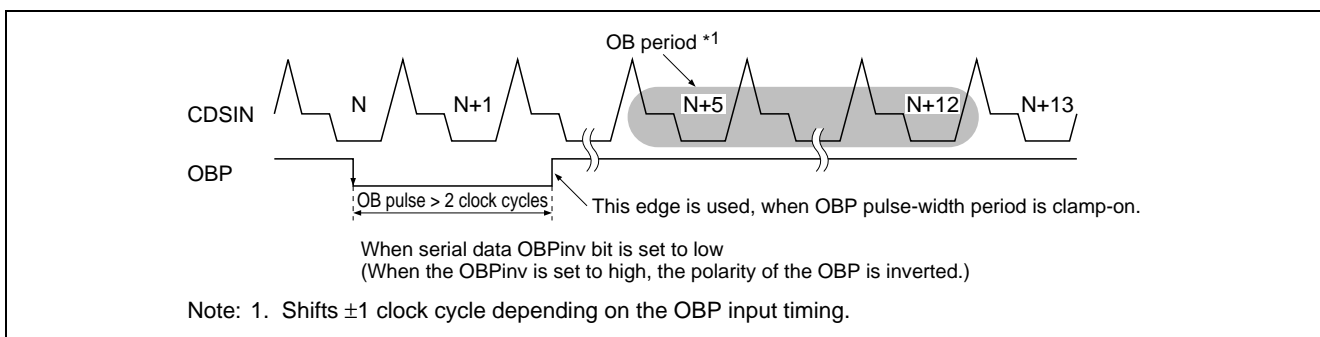 OB period *1
CDSIN N N+1 N+5 N+12 N+13
OBP
OB pulse > 2 clock cycles
This edge is used, when OBP pulse-width period is clamp-on.
When serial data OBPinv bit is set to low
(When the OBPinv is set to high, the polarity of the OBP is inverted.)
Note: 1. Shifts ±1 clock cycle depending on the OBP input timing.